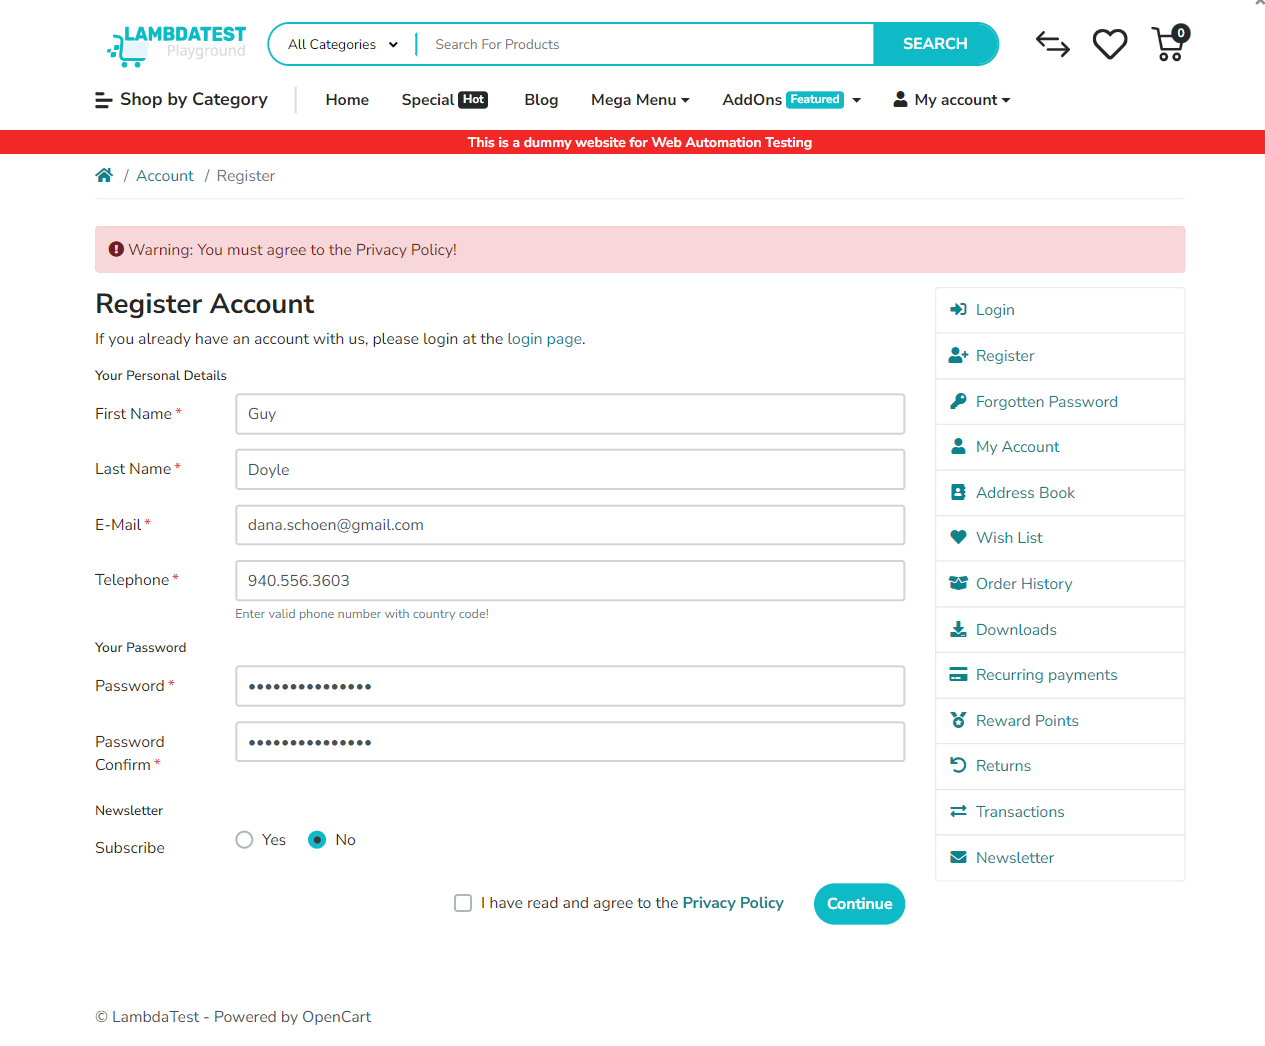 LAMBDATEST
Playground
All Categories
Search For Products
SEARCH
0
Shop by Category
Home
Special Hot
Blog
Mega Menu
AddOns Featured
My account
This is a dummy website for Web Automation Testing
/ Account / Register
Warning: You must agree to the Privacy Policy!
Register Account
If you already have an account with us, please login at the login page.
Your Personal Details
First Name *
Guy
Last Name *
Doyle
E-Mail *
dana.schoen@gmail.com
Telephone *
940.556.3603
Enter valid phone number with country code!
Your Password
Password *
•••••••••••••••
Password
Confirm *
•••••••••••••••
Newsletter
Subscribe
Yes
No
I have read and agree to the Privacy Policy
Continue
Login
Register
Forgotten Password
My Account
Address Book
Wish List
Order History
Downloads
Recurring payments
Reward Points
Returns
Transactions
Newsletter
© LambdaTest - Powered by OpenCart